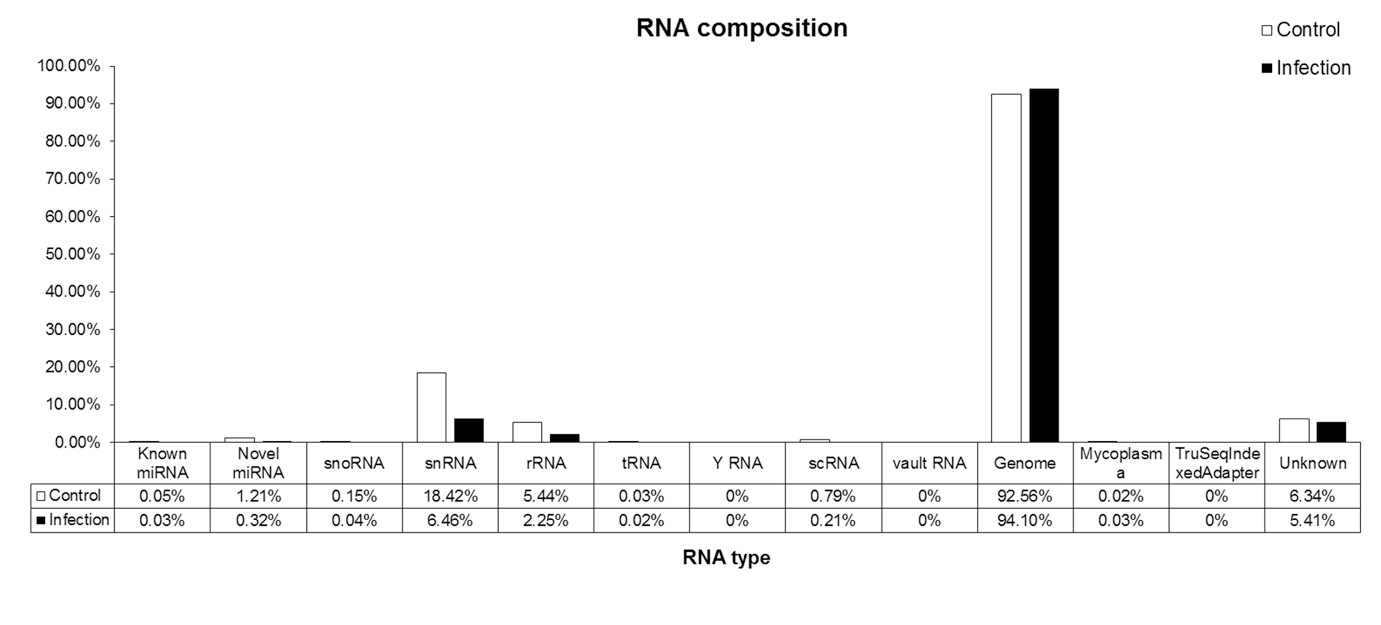 RNA composition
Control
Infection
100.00%
90.00%
80.00%
70.00%
60.00%
50.00%
40.00%
30.00%
20.00%
10.00%
0.00%
Known miRNA Novel miRNA snoRNA snRNA rRNA tRNA Y RNA scRNA vault RNA Genome Mycoplasm a TruSeqInde xedAdapter Unknown
Control 0.05% 1.21% 0.15% 18.42% 5.44% 0.03% 0% 0.79% 0% 92.56% 0.02% 0% 6.34%
Infection 0.03% 0.32% 0.04% 6.46% 2.25% 0.02% 0% 0.21% 0% 94.10% 0.03% 0% 5.41%
RNA type